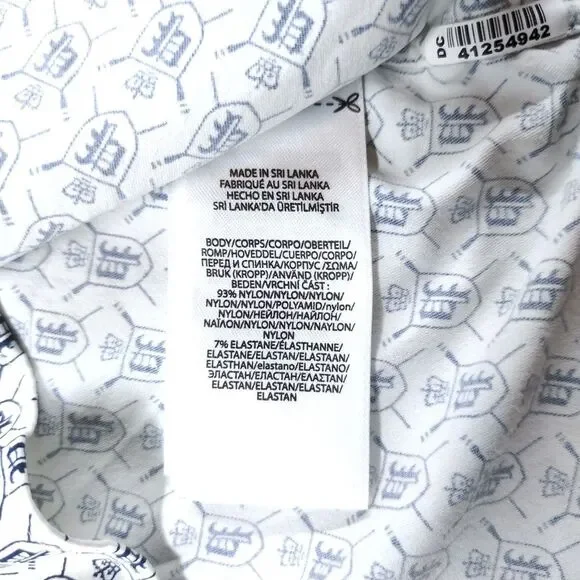 DC 41254942
MADE IN SRI LANKA
FABRIQUÉ AU SRI LANKA
HECHO EN SRI LANKA
SRI LANKA'DA ÜRETİLMİŞTİR
BODY/CORPS/CORPO/OBERTEIL/
ROMP/HOVEDDEL/CUERPO/CORPO/
ПЕРЕД И СПИНКА/КОРПУС /ΣΩΜΑ/
BRUK (KROPP)/ANVÄND (KROPP)/
BEDEN/VRCHNÍ ČÁST :
93% NYLON/NYLON/NYLON/
NYLON/NYLON/POLYAMID/nylon/
NYLON/НЕЙЛОН/НАЙЛОН/
ΝΑΪΛΟΝ/NYLON/NYLON/NAYLON/
NYLON
7% ELASTANE/ÉLASTHANNE/
ELASTANE/ELASTAN/ELASTAAN/
ELASTHAN/elastano/ELASTANO/
ЭЛАСТАН/ЕЛАСТАН/ΕΛΑΣΤΑΝ/
ELASTAN/ELASTAN/ELASTAN/
ELASTAN